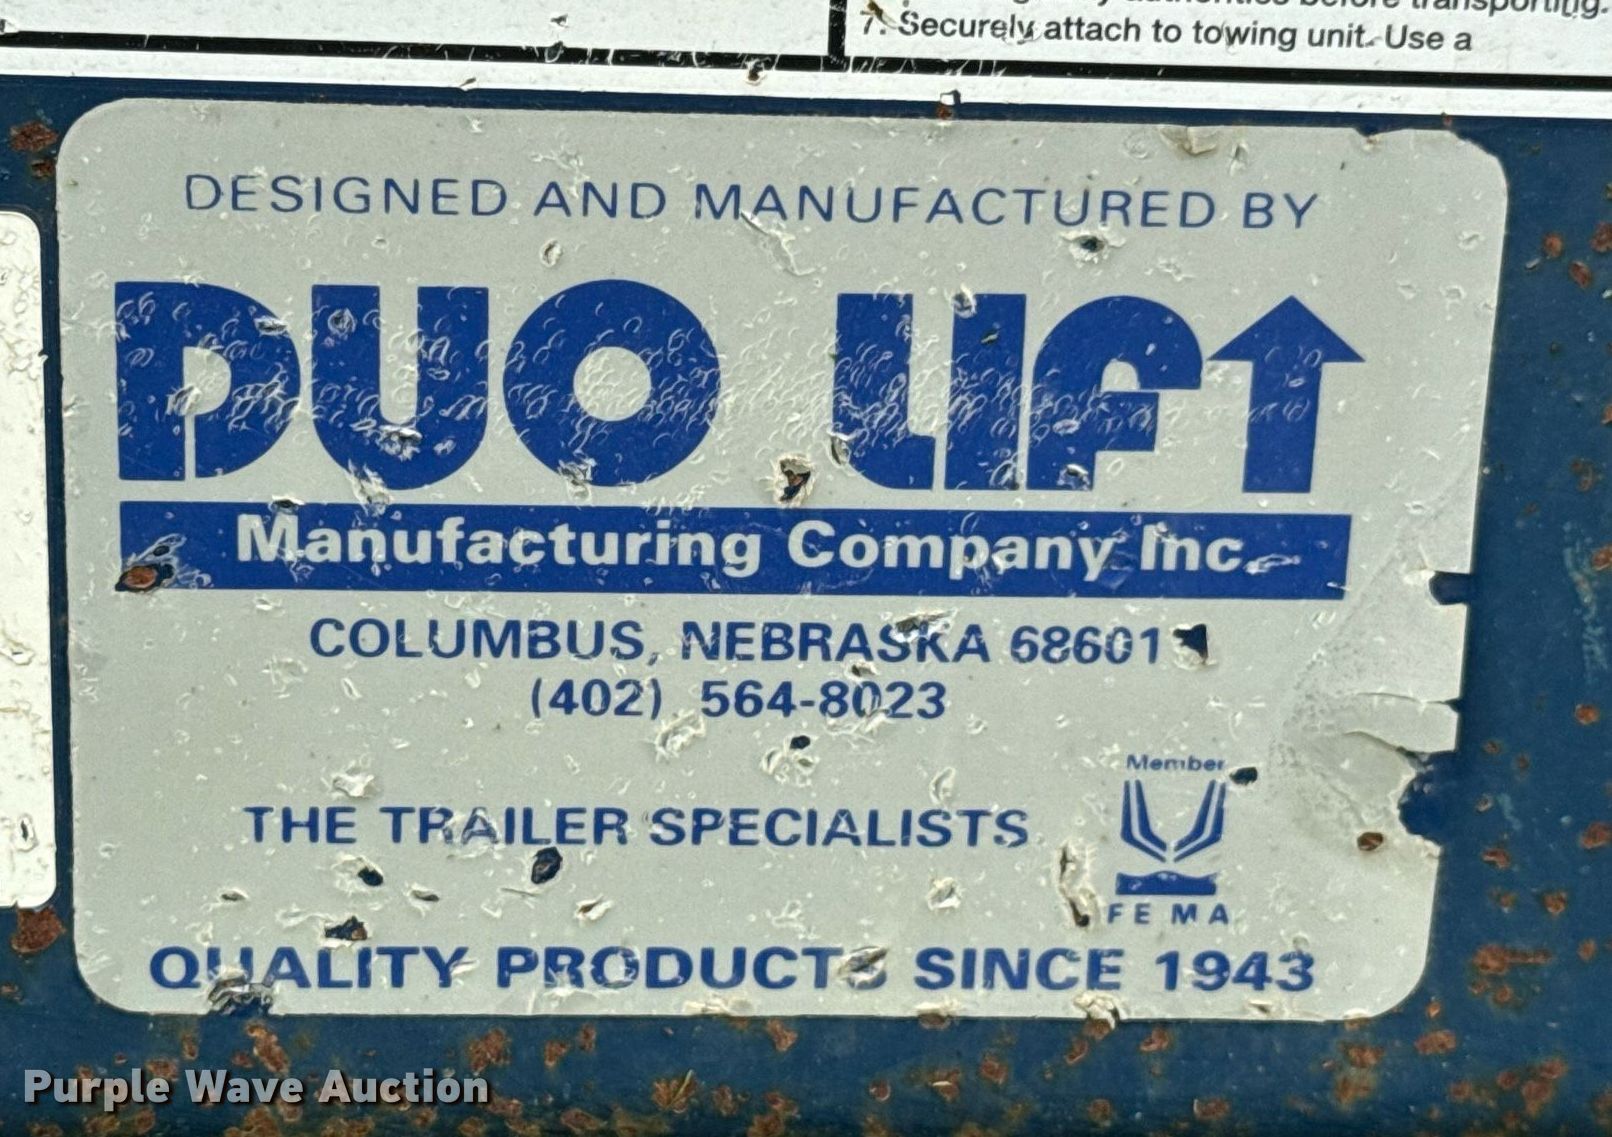 7. Securely attach to towing unit. Use a
DESIGNED AND MANUFACTURED BY
DUO LIFT
Manufacturing Company Inc.
COLUMBUS, NEBRASKA 68601
(402) 564-8023
Member
THE TRAILER SPECIALISTS
FEMA
QUALITY PRODUCTS SINCE 1943
Purple Wave Auction